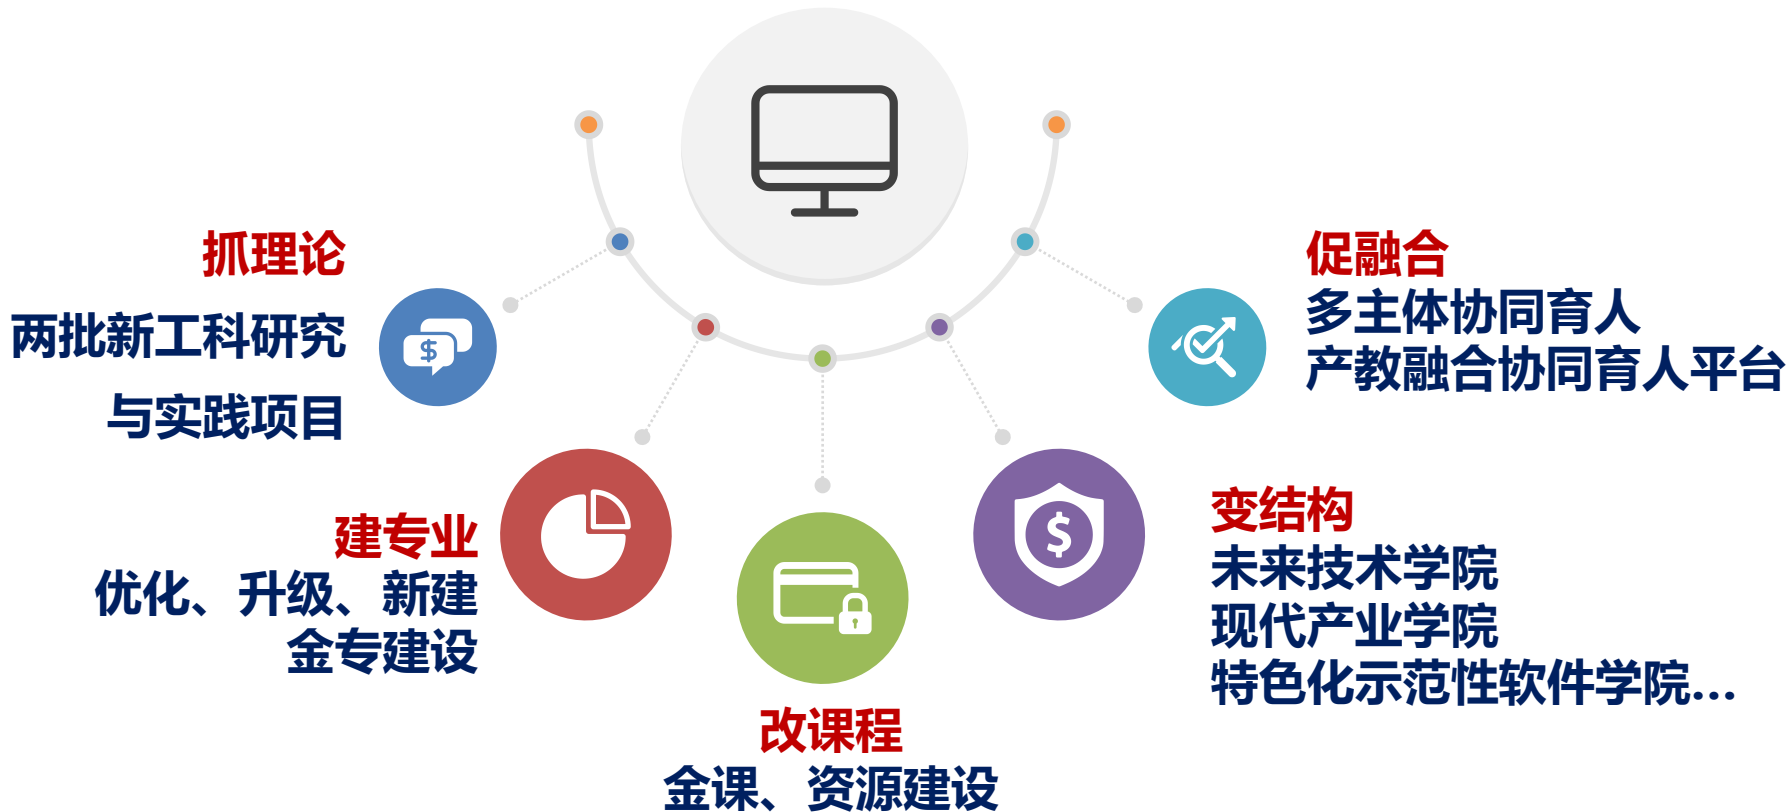 抓理论
两批新工科研究
与实践项目
建专业
优化、升级、新建
金专建设
改课程
金课、资源建设
变结构
未来技术学院
现代产业学院
特色化示范性软件学院...
促融合
多主体协同育人
产教融合协同育人平台
$
$